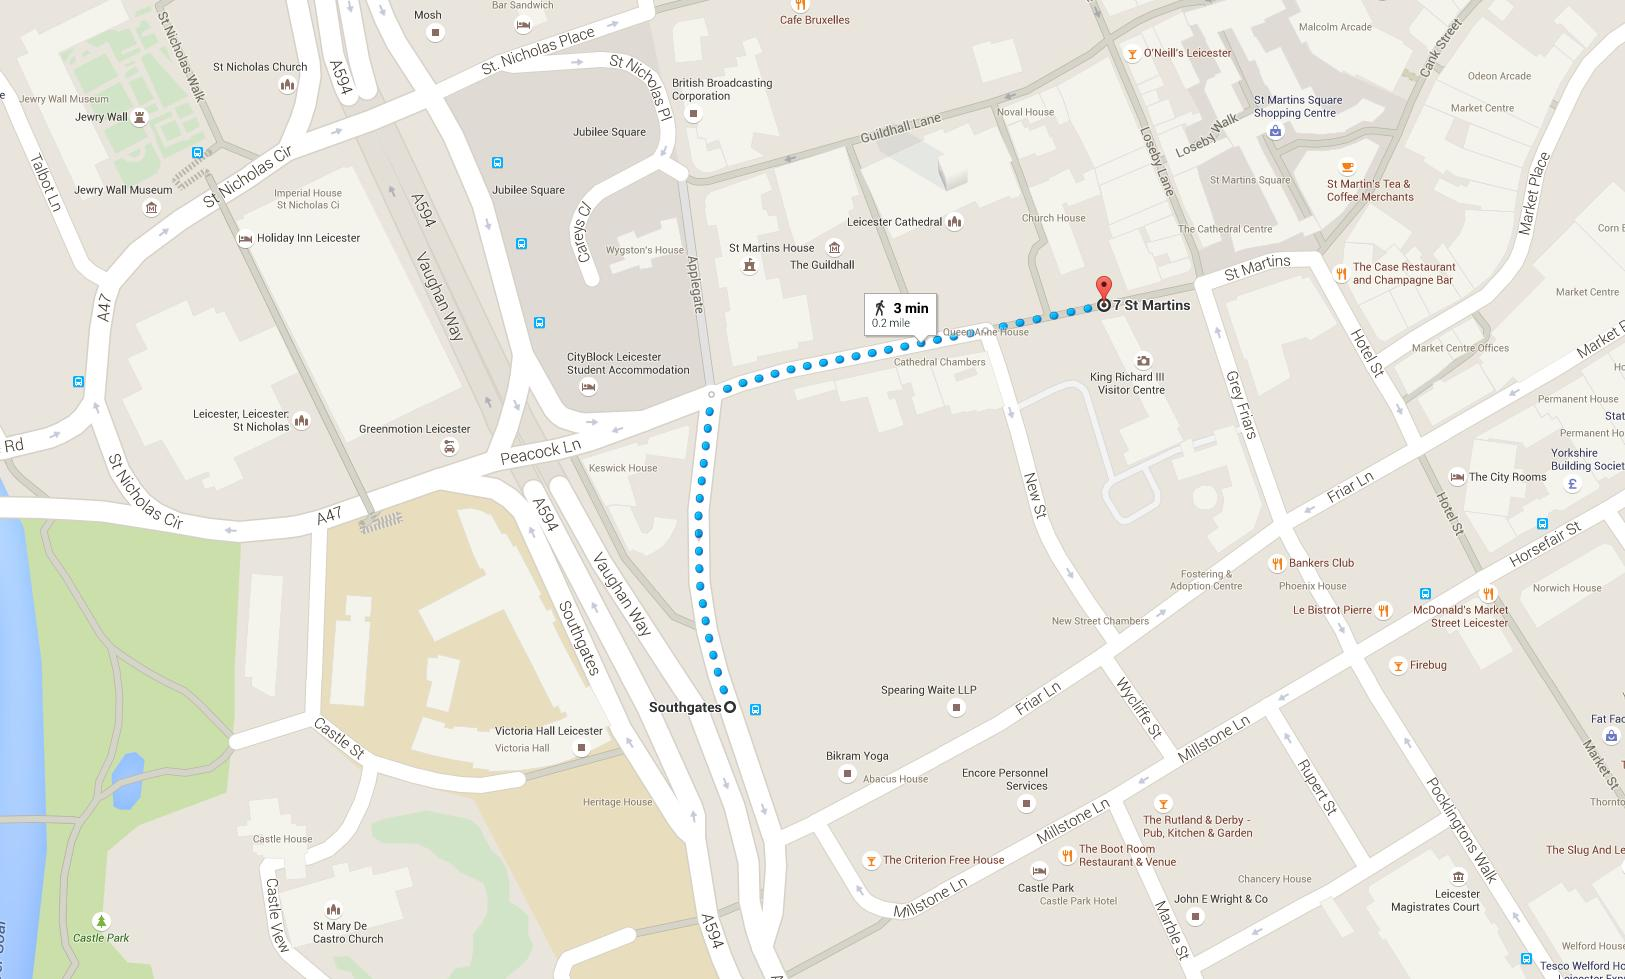 Mosh
Bar Sandwich
Cafe Bruxelles
Malcolm Arcade
Cank Street
O'Neill's Leicester
St Nicholas Walk
St Nicholas Church
A594
St. Nicholas Place
St Nicholas Pl
British Broadcasting
Corporation
Odeon Arcade
Market Centre
Jewry Wall Museum
Jewry Wall
Jubilee Square
Guildhall Lane
Noval House
St Martins Square
Shopping Centre
Loseby Walk
Loseby Lane
Talbot Ln
St Nicholas Cir
Jewry Wall Museum
Imperial House
St Nicholas Ci
Jubilee Square
A594
St Martins Square
St Martin's Tea &
Coffee Merchants
Market Place
Holiday Inn Leicester
Careys Cl
Wygston's House
St Martins House
The Guildhall
Leicester Cathedral
Church House
The Cathedral Centre
Corn E
Vaughan Way
Applegate
St Martins
The Case Restaurant
and Champagne Bar
Market Centre
A47
3 min
0.2 mile
7 St Martins
Queen Anne House
Cathedral Chambers
Hotel St
Market Centre Offices
CityBlock Leicester
Student Accommodation
King Richard III
Visitor Centre
Grey Friars
Permanent House
Leicester, Leicester:
St Nicholas
Greenmotion Leicester
Stat
Permanent Ho
Rd
Peacock Ln
Keswick House
Yorkshire
Building Societ
The City Rooms
St Nicholas Cir
A47
A594
New St
Friar Ln
Hotel St
Horsefair St
Vaughan Way
Bankers Club
Fostering &
Adoption Centre
Phoenix House
Norwich House
Southgates
New Street Chambers
Le Bistrot Pierre
McDonald's Market
Street Leicester
Firebug
Southgates
Spearing Waite LLP
Friar Ln
Wycliffe St
Millstone Ln
Castle St
Victoria Hall Leicester
Victoria Hall
Fat Fac
Market St
Bikram Yoga
Abacus House
Encore Personnel
Services
Rupert St
Pocklingtons Walk
Heritage House
Thornto
Castle House
Millstone Ln
The Rutland & Derby -
Pub, Kitchen & Garden
The Criterion Free House
The Boot Room
Restaurant & Venue
The Slug And Le
Castle Park
Castle Park Hotel
Chancery House
Millstone Ln
John E Wright & Co
Leicester
Magistrates Court
Castle View
St Mary De
Castro Church
Castle Park
A594
Marble St
Welford House
Tesco Welford Ro